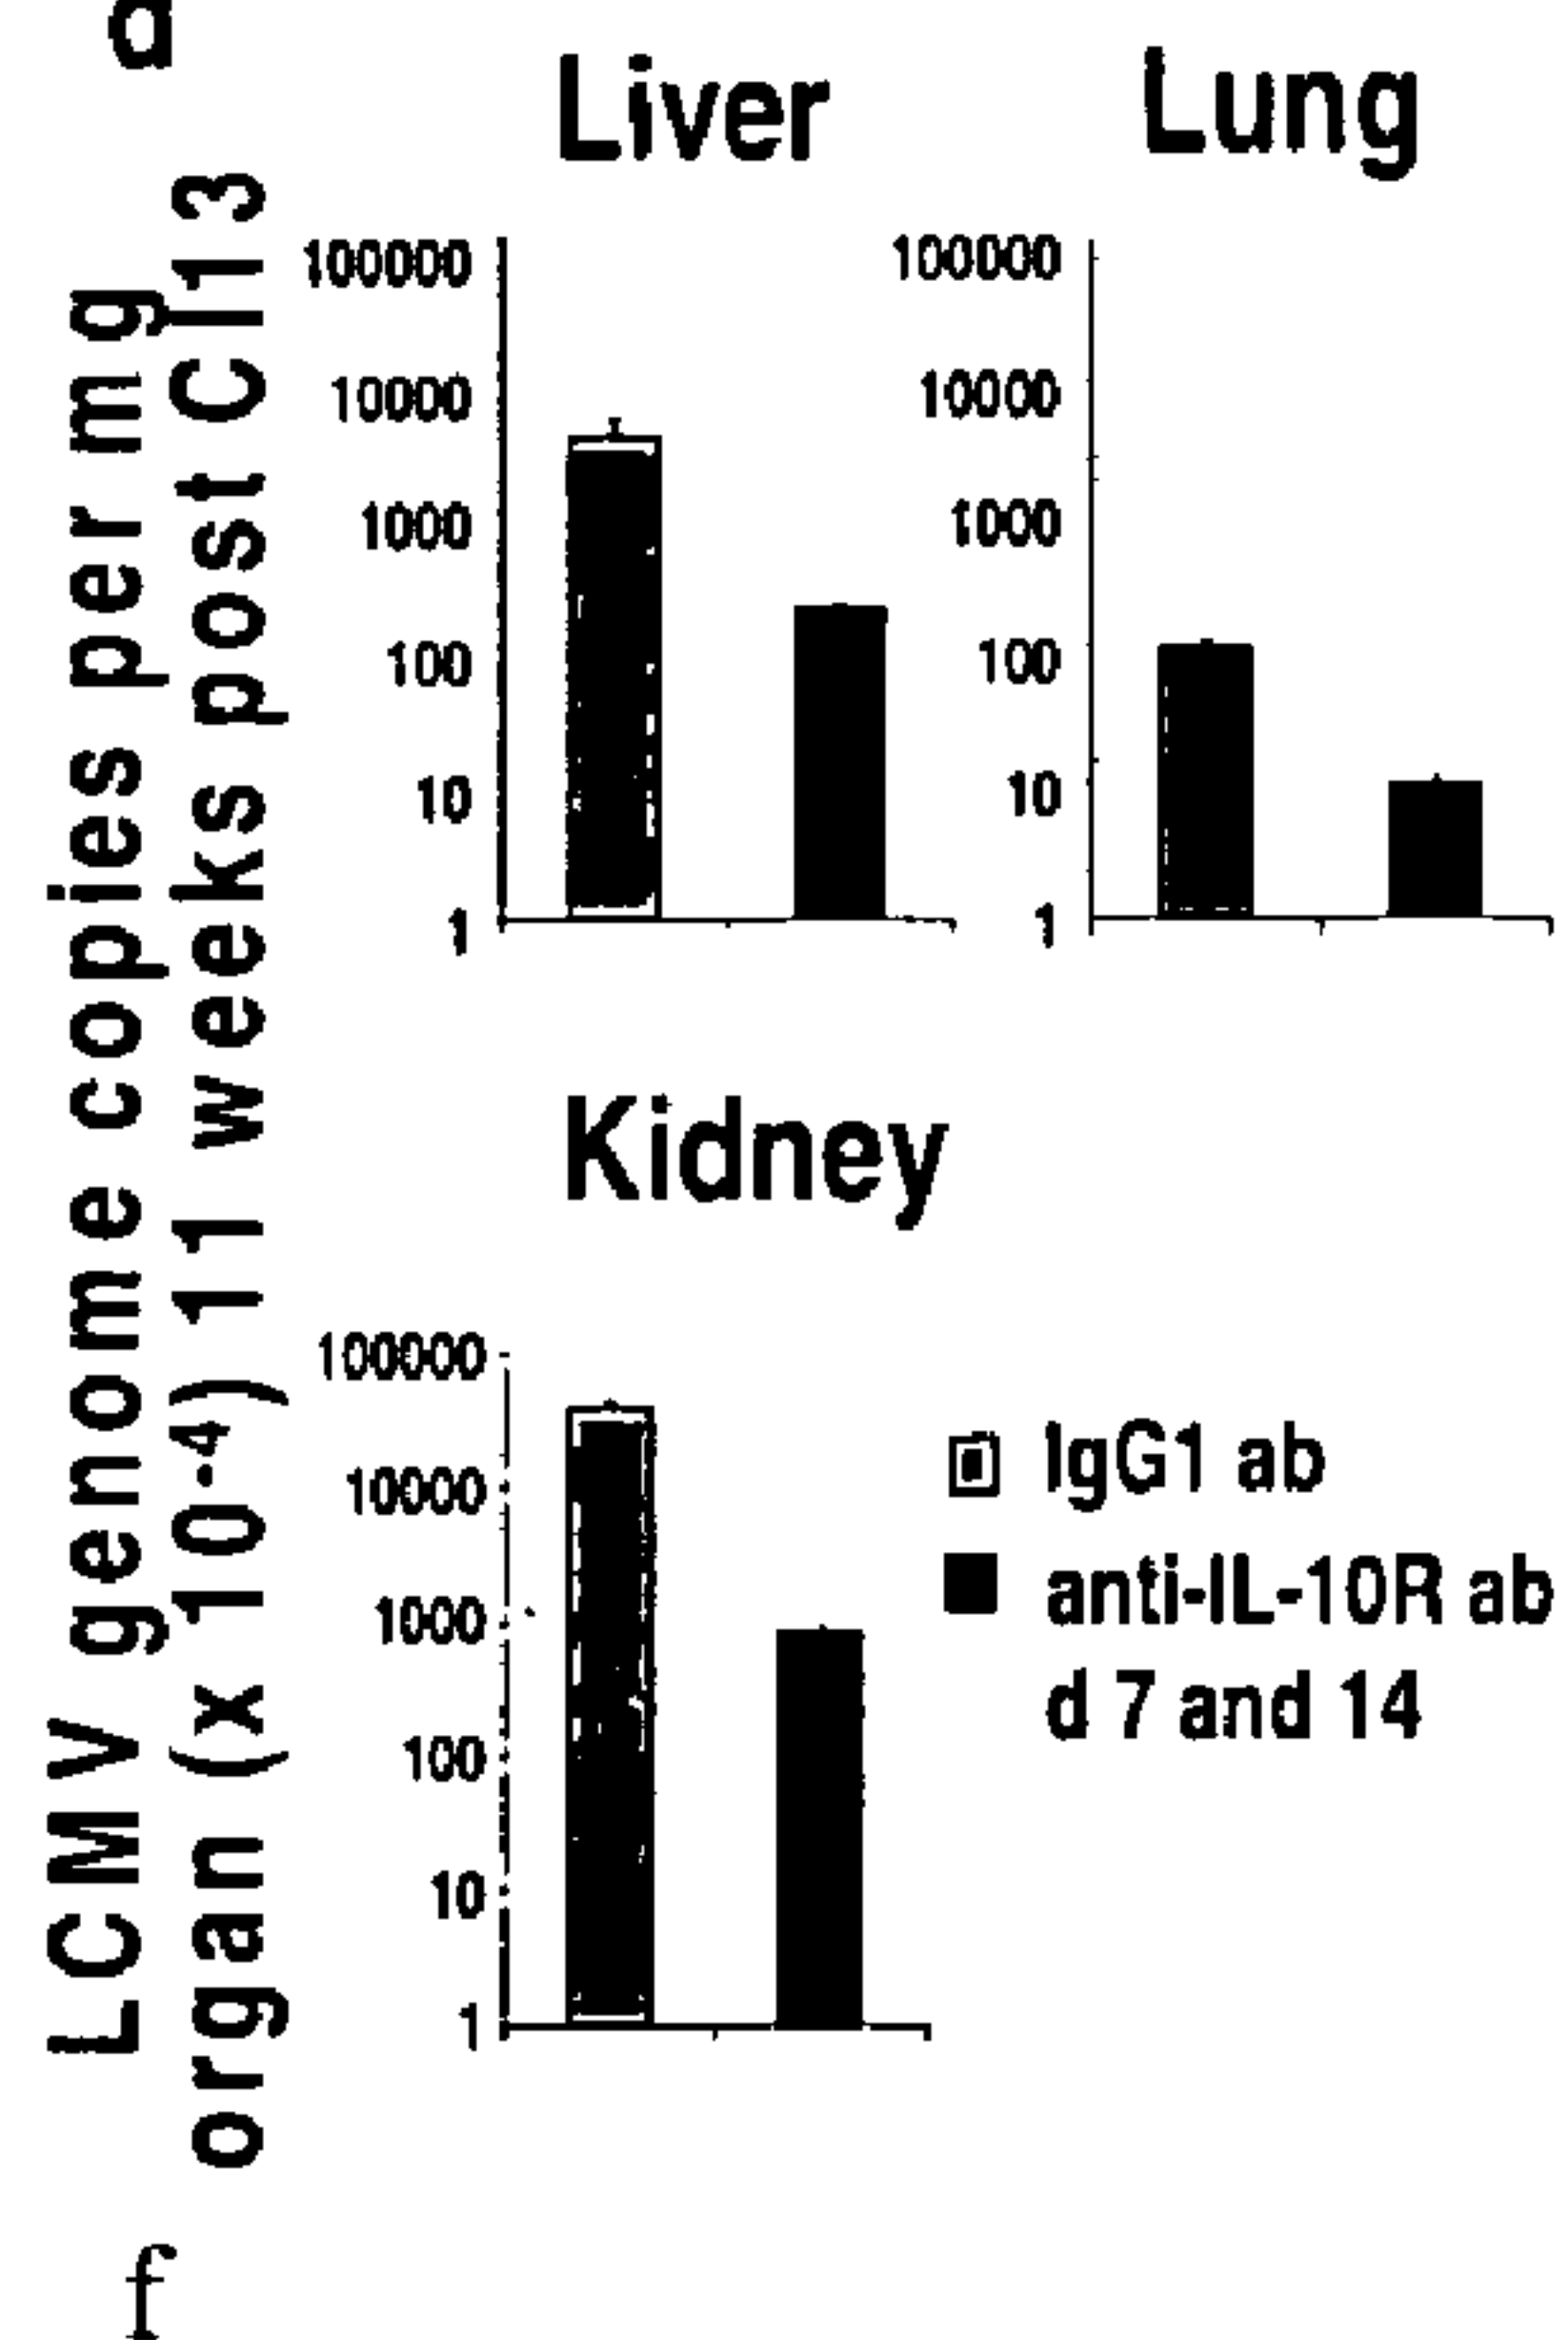 Liver
Lung
LCMV genome copies per mg
organ (x 10-4) 11 weeks post Cl13
100000
10000
1000
100
10
1
100000
10000
1000
100
10
1
Kidney
100000
10000
1000
100
10
1
IgG1 ab
anti-IL-10R ab
d 7 and 14
f